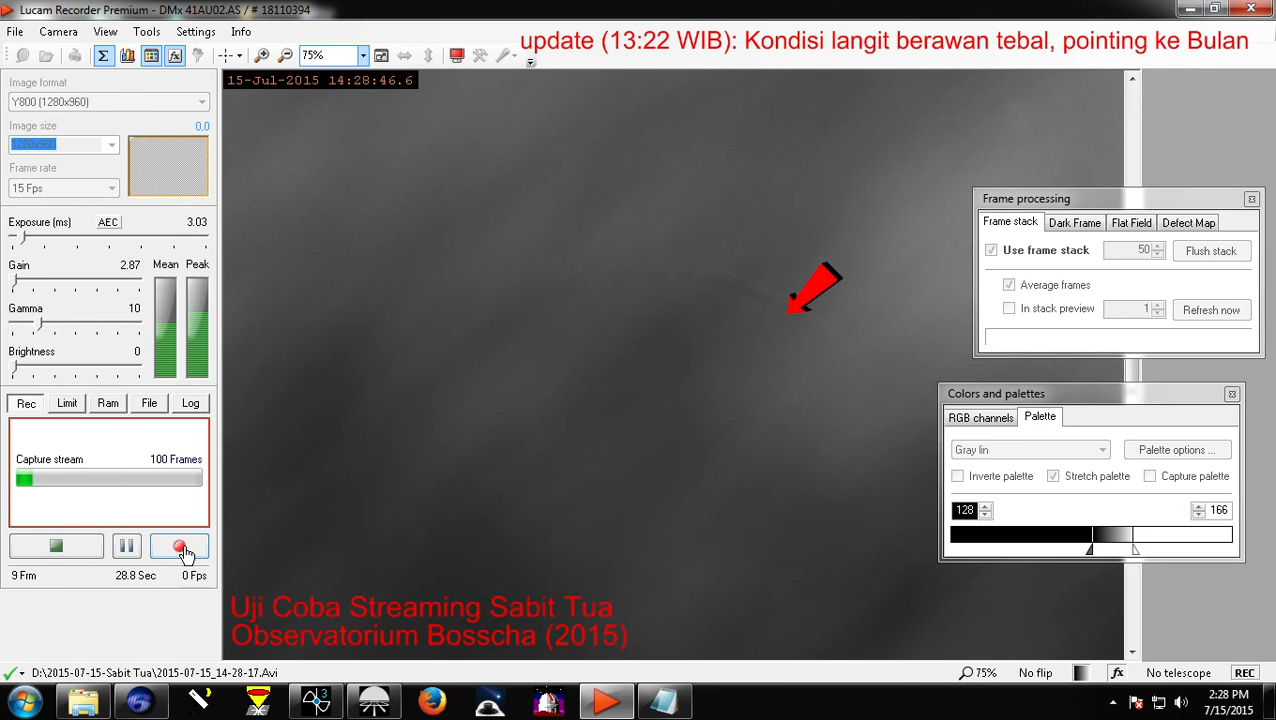 Lucam Recorder Premium - DMx 41AU02.AS / # 18110394
File Camera View Tools Settings Info
75%
update (13:22 WIB): Kondisi langit berawan tebal, pointing ke Bulan
Image format
Y800 (1280x960)
Image size 0,0
1280x960
Frame rate
15 Fps
Exposure (ms) AEC 3.03
Gain 2.87 Mean Peak
Gamma 10
Brightness 0
Rec Limit Ram File Log
Capture stream 100 Frames
9 Frm 28.8 Sec 0 Fps
15-Jul-2015 14:28:46.6
Frame processing
Frame stack Dark Frame Flat Field Defect Map
Use frame stack 50 Flush stack
Average frames
In stack preview 1 Refresh now
Colors and palettes
RGB channels Palette
Gray lin Palette options ...
Inverte palette Stretch palette Capture palette
128 166
Uji Coba Streaming Sabit Tua
Observatorium Bosscha (2015)
D:\2015-07-15-Sabit Tua\2015-07-15_14-28-17.Avi 75% No flip fx No telescope REC
2:28 PM
7/15/2015